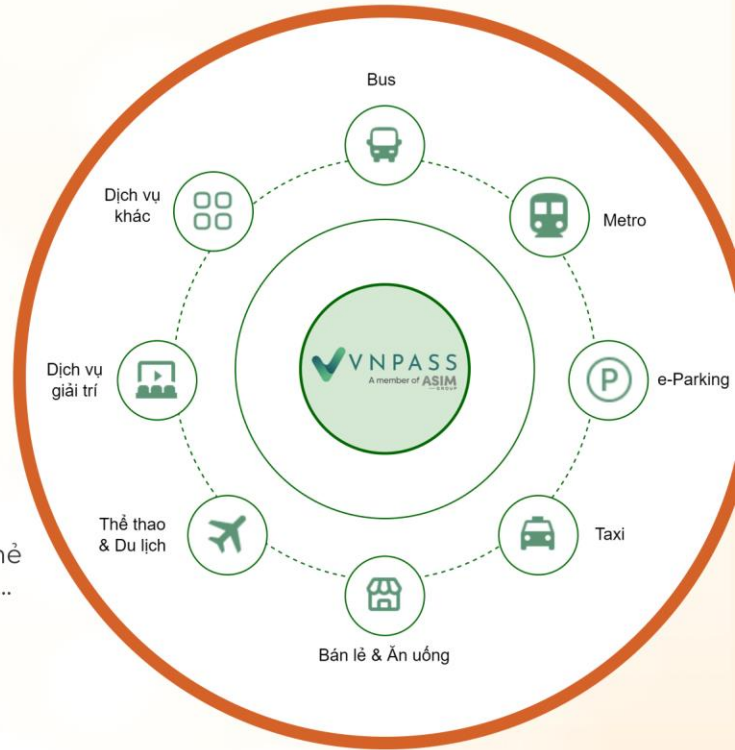 Bus
Dịch vụ
khác
Metro
VNPASS
A member of ASIM
GROUP
Dịch vụ
giải trí
P
e-Parking
Thể thao
& Du lịch
Taxi
...
Bán lẻ & Ăn uống